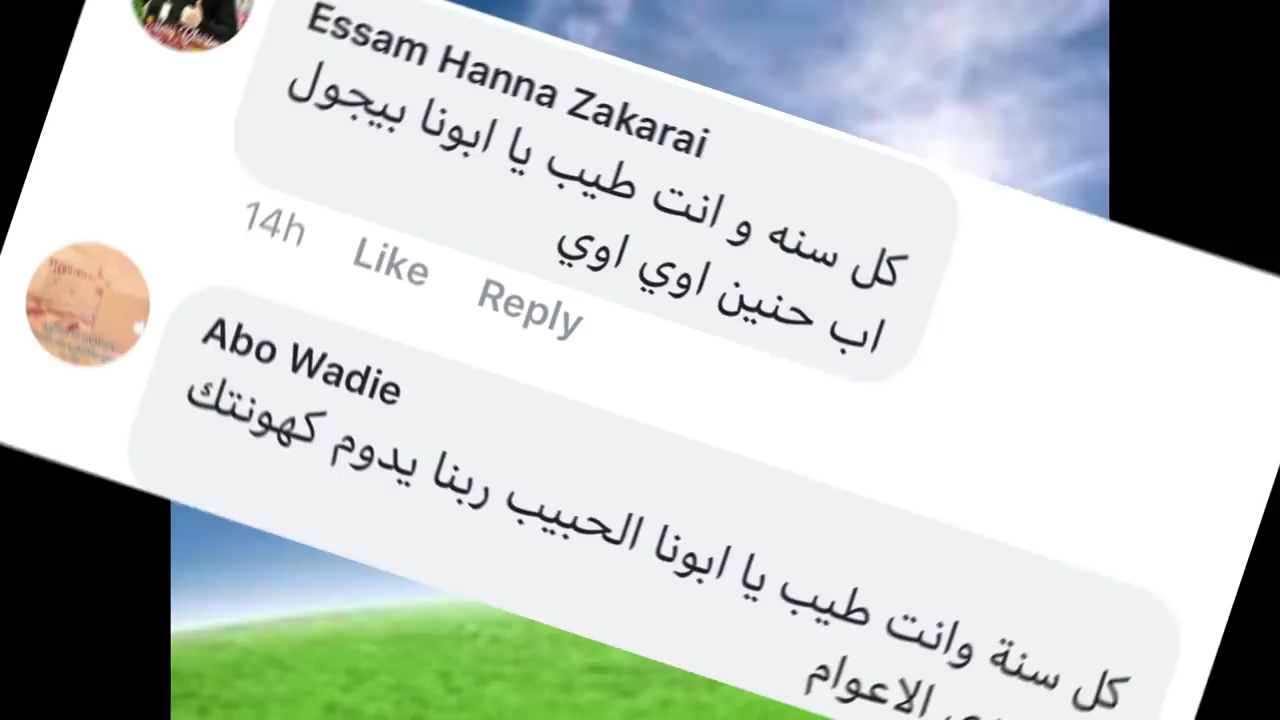 Essam Hanna Zakarai
كل سنه و انت طيب يا ابونا بيجول
اب حنين اوي اوي
14h Like Reply
Abo Wadie
كل سنة وانت طيب يا ابونا الحبيب ربنا يدوم كهونتك
الاعوام